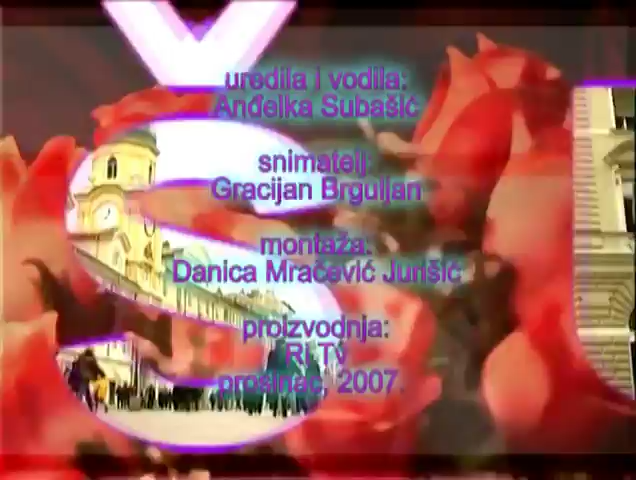 uredila i vodila:
Anđelka Subašić
snimatelj
Gracijan Brguljan
montaža:
Danica Mračević Jurišić
proizvodnja:
RI TV
prosinac, 2007.